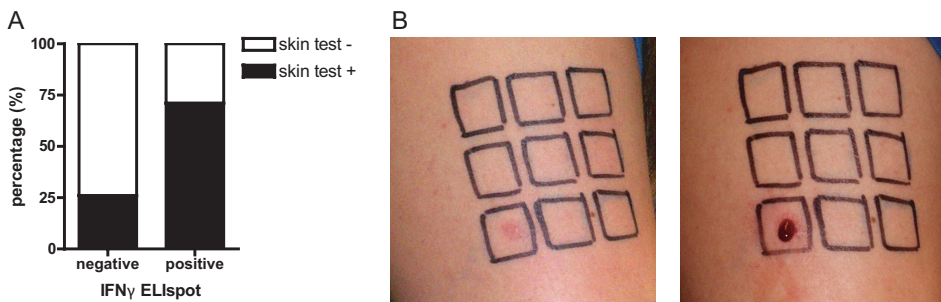 A
100
75
50
25
0
percentage (%)
negative
positive
IFNγ ELIspot
skin test -
skin test +
B